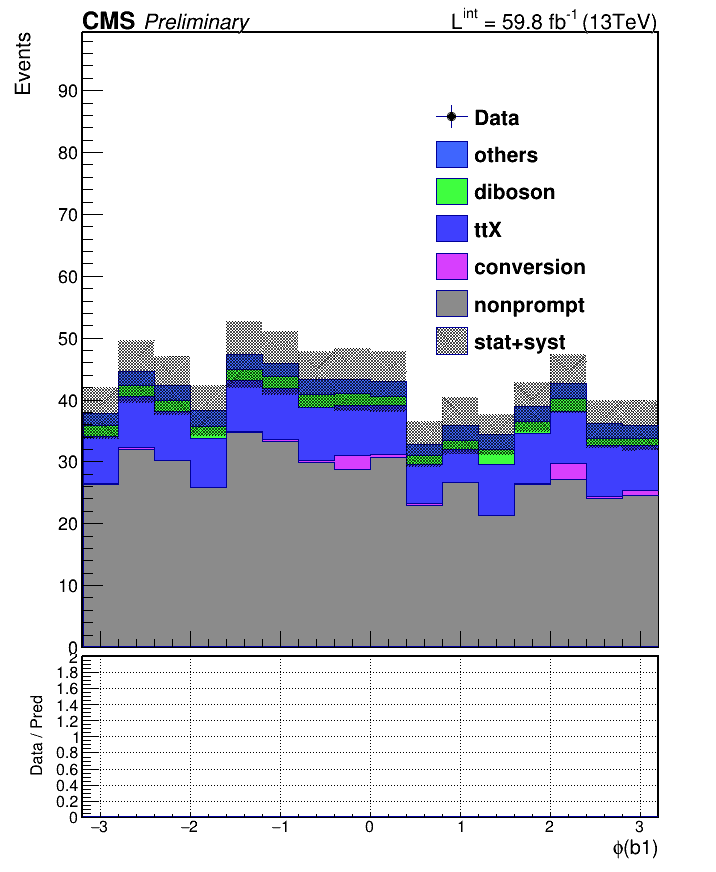 CMS Preliminary L^int = 59.8 fb^-1 (13TeV)
Events
90
80
70
60
50
40
30
20
10
0
Data
others
diboson
ttX
conversion
nonprompt
stat+syst
Data / Pred
2
1.8
1.6
1.4
1.2
1
0.8
0.6
0.4
0.2
0
−3 −2 −1 0 1 2 3
ϕ(b1)